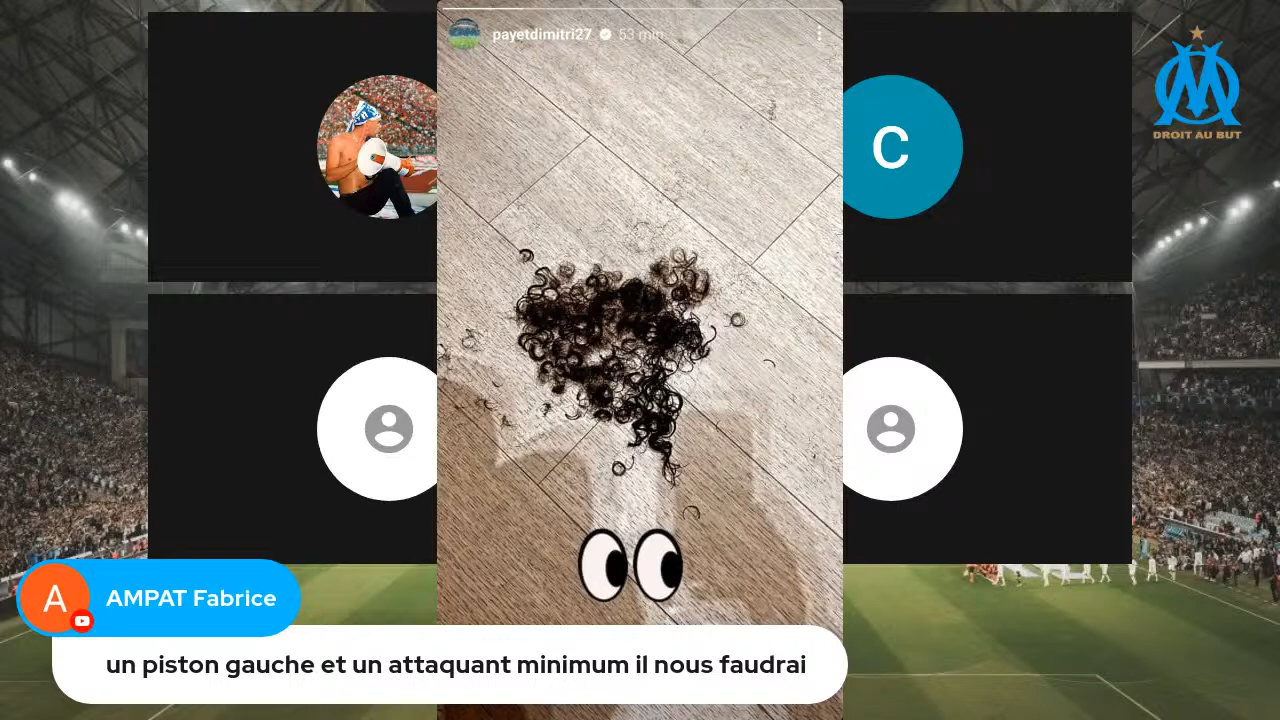 payetdimitri27 53 min
C
DROIT AU BUT
A
AMPAT Fabrice
un piston gauche et un attaquant minimum il nous faudrai